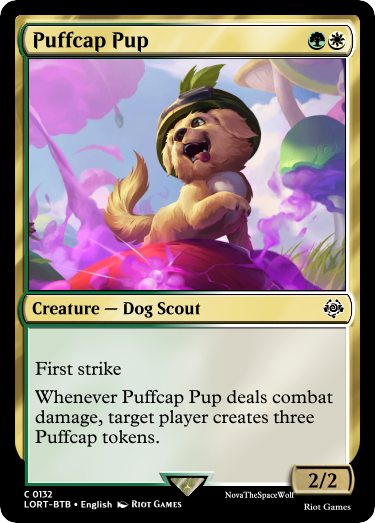 Puffcap Pup
Creature — Dog Scout
First strike
Whenever Puffcap Pup deals combat
damage, target player creates three
Puffcap tokens.
2/2
C 0132
LORT-BTB • English Riot Games
NovaTheSpaceWolf
Riot Games